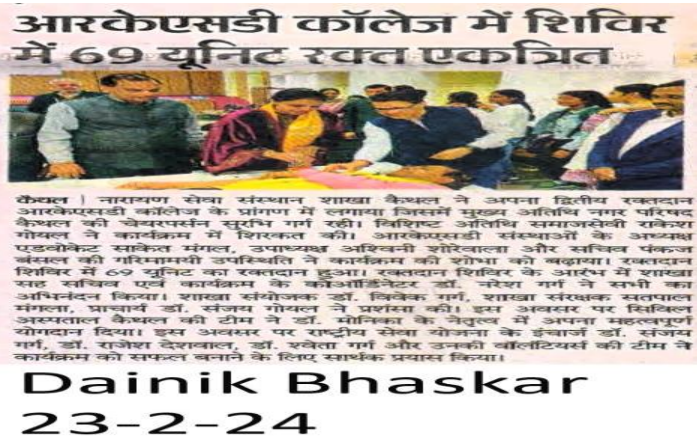 आरकेएसडी कॉलेज में शिविर
में 69 यूनिट रक्त एकत्रित
कैथल | नारायण सेवा संस्थान शाखा कैथल ने अपना द्वितीय रक्तदान
आरकेएसडी कॉलेज के प्रांगण में लगाया जिसमें मुख्य अतिथि नगर परिषद
कैथल की चेयरपर्सन सुरभि गर्ग रही। विशिष्ट अतिथि समाजसेवी राकेश
गोयल ने कार्यक्रम में शिरकत की। आरकेएसडी संस्थाओं के अध्यक्ष
एडवोकेट साकेत मंगल, उपाध्यक्ष अश्विनी शोरेवाला और सचिव पंकज
बंसल की गरिमामयी उपस्थिति ने कार्यक्रम की शोभा को बढ़ाया। रक्तदान
शिविर में 69 यूनिट का रक्तदान हुआ। रक्तदान शिविर के आरंभ में शाखा
सह सचिव एवं कार्यक्रम के कोऑर्डिनेटर डॉ. नरेश गर्ग ने सभी का
अभिनंदन किया। शाखा संयोजक डॉ. विवेक गर्ग, शाखा संरक्षक सतपाल
मंगला, प्राचार्य डॉ. संजय गोयल ने प्रशंसा की। इस अवसर पर सिविल
अस्पताल कैथल की टीम ने डॉ. मोनिका के नेतृत्व में अपना महत्वपूर्ण
योगदान दिया। इस अवसर पर राष्ट्रीय सेवा योजना के इंचार्ज डॉ. संजय
गर्ग, डॉ. राजेश देशवाल, डॉ. श्वेता गर्ग और उनकी वॉलंटियर्स की टीम ने
कार्यक्रम को सफल बनाने के लिए सार्थक प्रयास किया।
Dainik Bhaskar
23-2-24